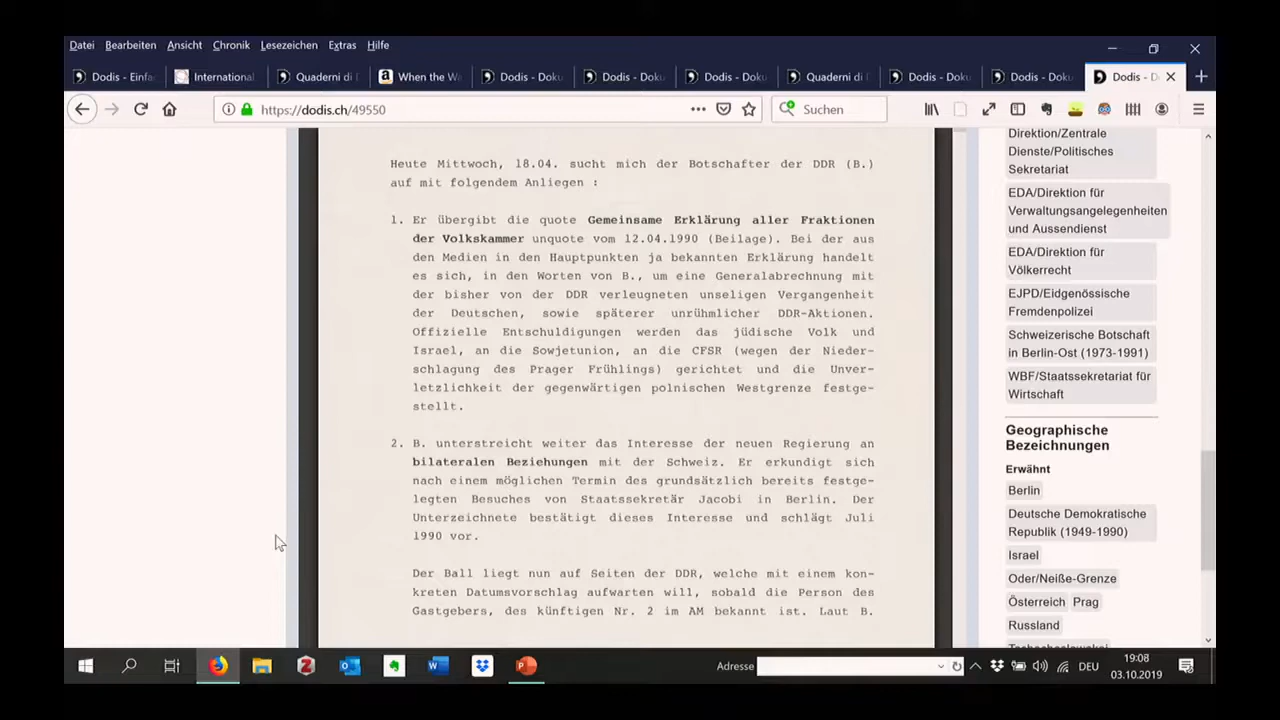 Datei Bearbeiten Ansicht Chronik Lesezeichen Extras Hilfe
Dodis - Einfa International Quaderni di When the Wa Dodis - Doku Dodis - Doku Dodis - Doku Quaderni di Dodis - Doku Dodis - Doku Dodis - D
https://dodis.ch/49550
Suchen
Heute Mittwoch, 18.04. sucht mich der Botschafter der DDR (B.)
auf mit folgendem Anliegen :
1. Er übergibt die quote Gemeinsame Erklärung aller Fraktionen
der Volkskammer unquote vom 12.04.1990 (Beilage). Bei der aus
den Medien in den Hauptpunkten ja bekannten Erklärung handelt
es sich, in den Worten von B., um eine Generalabrechnung mit
der bisher von der DDR verleugneten unseligen Vergangenheit
der Deutschen, sowie späterer unrühmlicher DDR-Aktionen.
Offizielle Entschuldigungen werden das jüdische Volk und
Israel, an die Sowjetunion, an die CFSR (wegen der Nieder-
schlagung des Prager Frühlings) gerichtet und die Unver-
letzlichkeit der gegenwärtigen polnischen Westgrenze festge-
stellt.
2. B. unterstreicht weiter das Interesse der neuen Regierung an
bilateralen Beziehungen mit der Schweiz. Er erkundigt sich
nach einem möglichen Termin des grundsätzlich bereits festge-
legten Besuches von Staatssekretär Jacobi in Berlin. Der
Unterzeichnete bestätigt dieses Interesse und schlägt Juli
1990 vor.
Der Ball liegt nun auf Seiten der DDR, welche mit einem kon-
kreten Datumsvorschlag aufwarten will, sobald die Person des
Gastgebers, des künftigen Nr. 2 im AM bekannt ist. Laut B.
Direktion/Zentrale
Dienste/Politisches
Sekretariat
EDA/Direktion für
Verwaltungsangelegenheiten
und Aussendienst
EDA/Direktion für
Völkerrecht
EJPD/Eidgenössische
Fremdenpolizei
Schweizerische Botschaft
in Berlin-Ost (1973-1991)
WBF/Staatssekretariat für
Wirtschaft
Geographische
Bezeichnungen
Erwähnt
Berlin
Deutsche Demokratische
Republik (1949-1990)
Israel
Oder/Neiße-Grenze
Österreich Prag
Russland
Adresse
DEU
19:08
03.10.2019